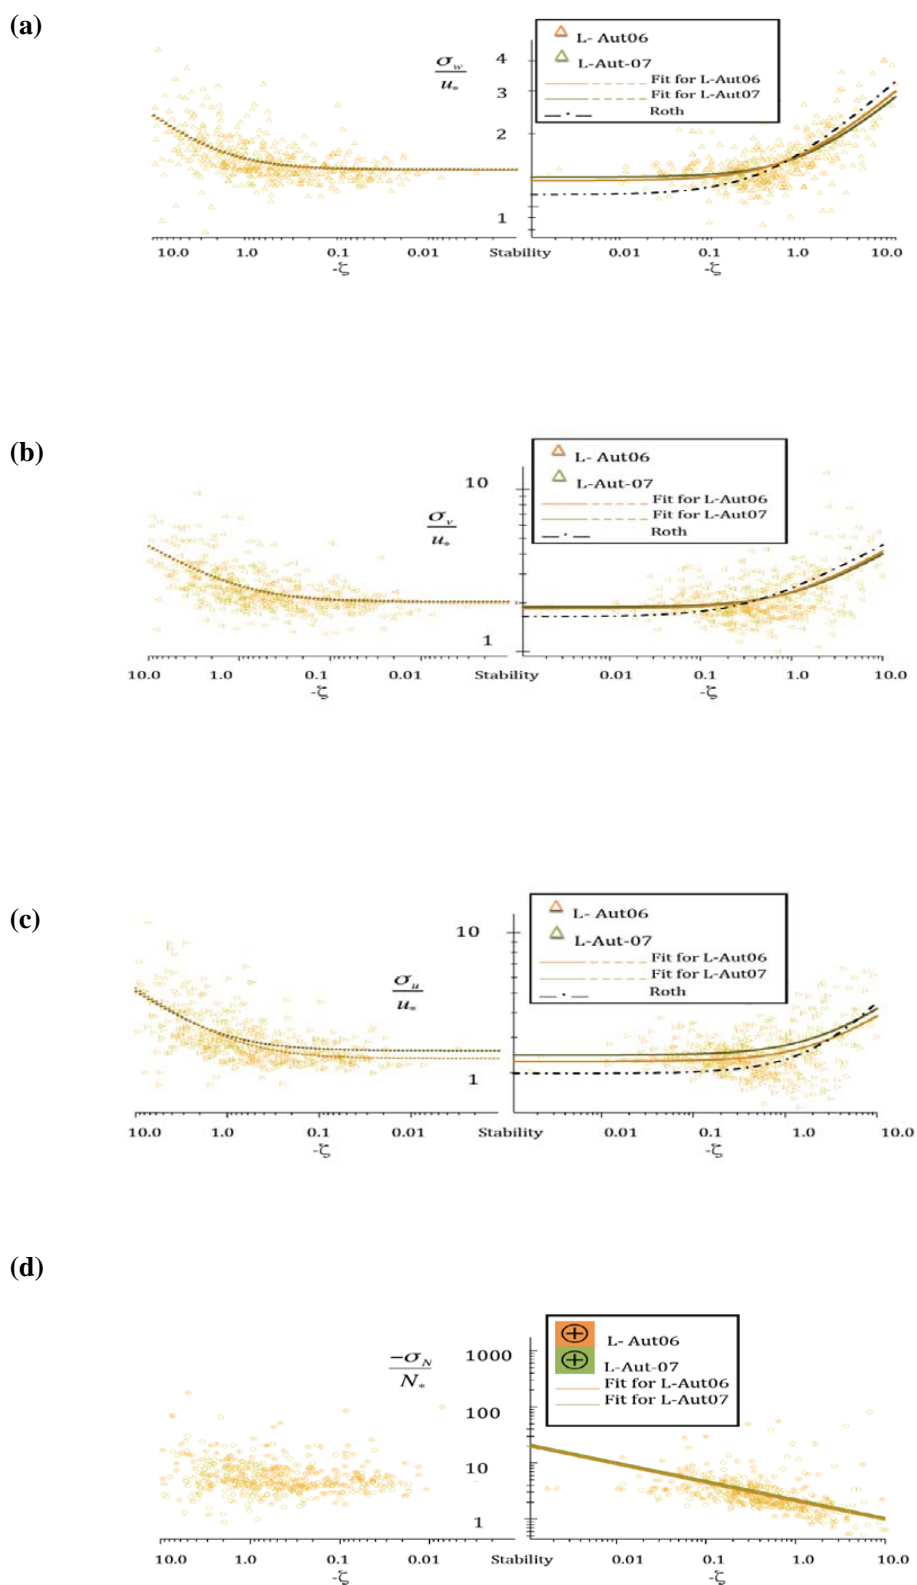 (a)
σw
u*
4
3
2
1
L- Aut06
L-Aut-07
Fit for L-Aut06
Fit for L-Aut07
Roth
10.0 1.0 0.1 0.01 Stability 0.01 0.1 1.0 10.0
-ζ -ζ
(b)
σv
u*
10
1
L- Aut06
L-Aut-07
Fit for L-Aut06
Fit for L-Aut07
Roth
10.0 1.0 0.1 0.01 Stability 0.01 0.1 1.0 10.0
-ζ -ζ
(c)
σu
u*
10
1
L- Aut06
L-Aut-07
Fit for L-Aut06
Fit for L-Aut07
Roth
10.0 1.0 0.1 0.01 Stability 0.01 0.1 1.0 10.0
-ζ -ζ
(d)
-σN
N*
1000
100
10
1
L- Aut06
L-Aut-07
Fit for L-Aut06
Fit for L-Aut07
10.0 1.0 0.1 0.01 Stability 0.01 0.1 1.0 10.0
-ζ -ζ